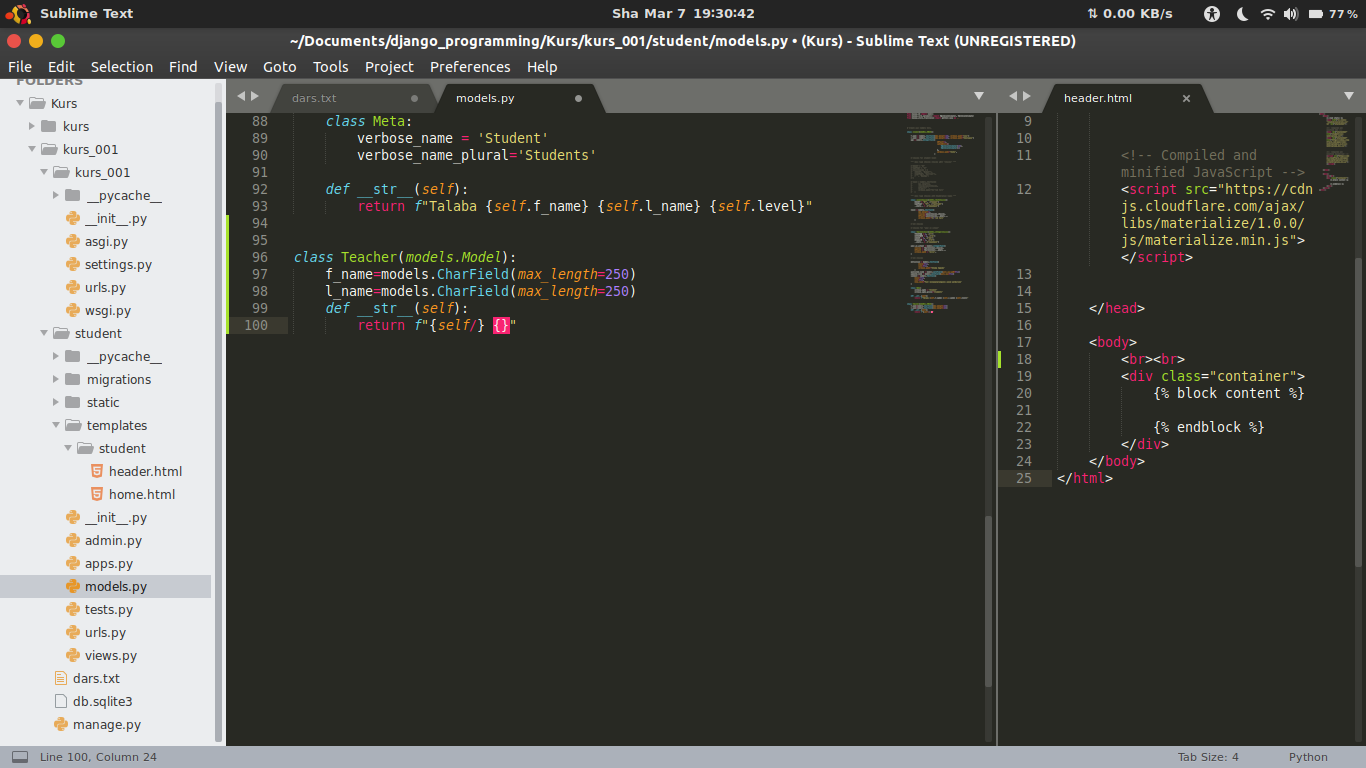 Sublime Text
Sha Mar 7 19:30:42
⇅ 0.00 KB/s
77 %
~/Documents/django_programming/Kurs/kurs_001/student/models.py • (Kurs) - Sublime Text (UNREGISTERED)
File Edit Selection Find View Goto Tools Project Preferences Help
FOLDERS
Kurs
kurs
kurs_001
kurs_001
__pycache__
__init__.py
asgi.py
settings.py
urls.py
wsgi.py
student
__pycache__
migrations
static
templates
student
header.html
home.html
__init__.py
admin.py
apps.py
models.py
tests.py
urls.py
views.py
dars.txt
db.sqlite3
manage.py
dars.txt
models.py
88 class Meta:
89 verbose_name = 'Student'
90 verbose_name_plural='Students'
91
92 def __str__(self):
93 return f"Talaba {self.f_name} {self.l_name} {self.level}"
94
95
96 class Teacher(models.Model):
97 f_name=models.CharField(max_length=250)
98 l_name=models.CharField(max_length=250)
99 def __str__(self):
100 return f"{self/} {}"
header.html
9
10
11 <!-- Compiled and
minified JavaScript -->
12 <script src="https://cdn
js.cloudflare.com/ajax/
libs/materialize/1.0.0/
js/materialize.min.js">
</script>
13
14
15 </head>
16
17 <body>
18 <br><br>
19 <div class="container">
20 {% block content %}
21
22 {% endblock %}
23 </div>
24 </body>
25 </html>
Line 100, Column 24
Tab Size: 4
Python